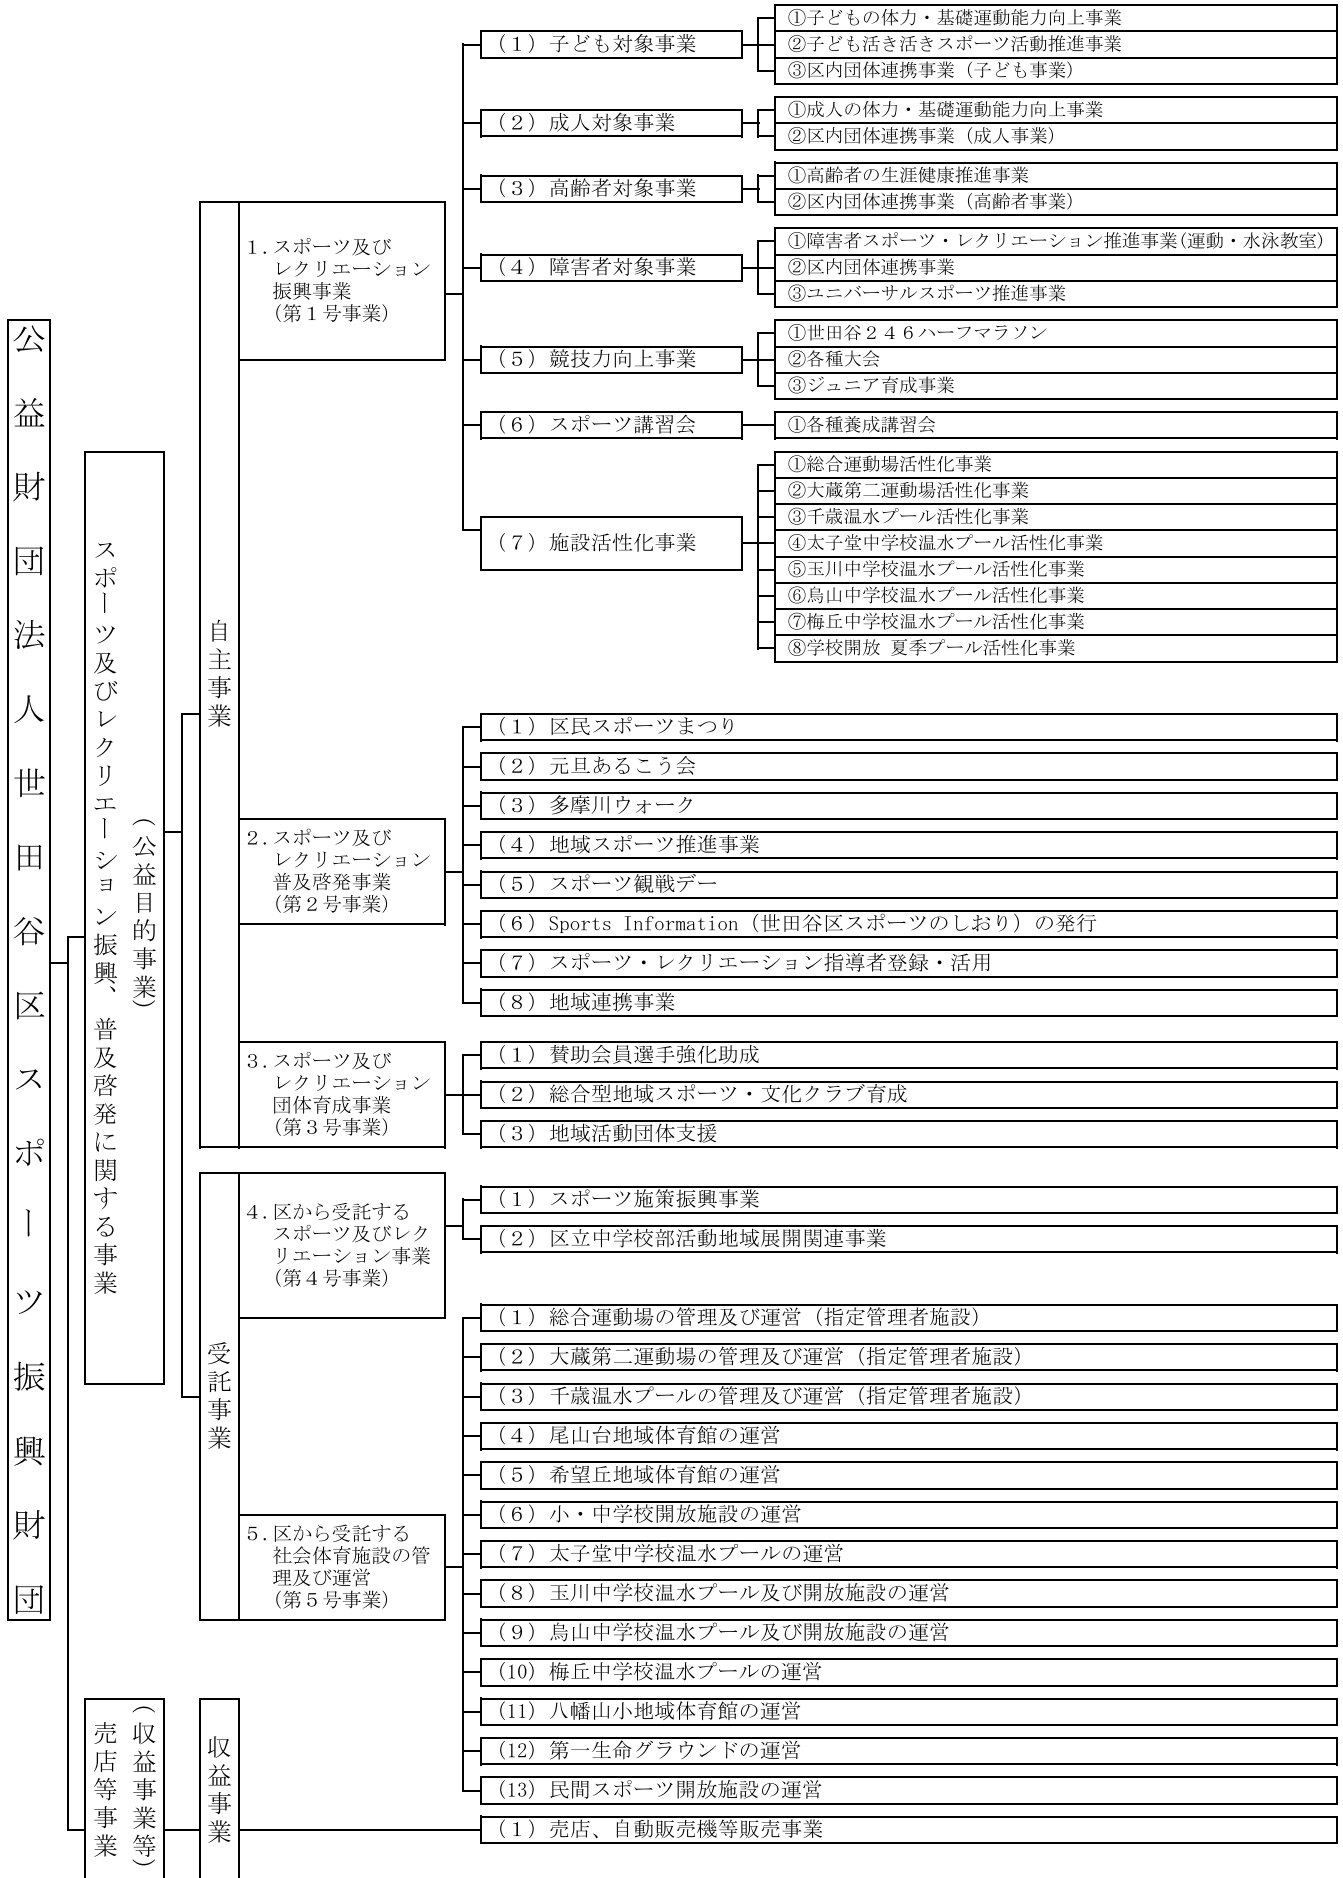 公益財団法人世田谷区スポーツ振興財団
スポーツ及びレクリエーション振興、普及啓発に関する事業
（公益目的事業）
自主事業
１．スポーツ及び
レクリエーション
振興事業
（第１号事業）
（１）子ども対象事業
①子どもの体力・基礎運動能力向上事業
②子ども活き活きスポーツ活動推進事業
③区内団体連携事業（子ども事業）
（２）成人対象事業
①成人の体力・基礎運動能力向上事業
②区内団体連携事業（成人事業）
（３）高齢者対象事業
①高齢者の生涯健康推進事業
②区内団体連携事業（高齢者事業）
（４）障害者対象事業
①障害者スポーツ・レクリエーション推進事業(運動・水泳教室)
②区内団体連携事業
③ユニバーサルスポーツ推進事業
（５）競技力向上事業
①世田谷２４６ハーフマラソン
②各種大会
③ジュニア育成事業
（６）スポーツ講習会
①各種養成講習会
（７）施設活性化事業
①総合運動場活性化事業
②大蔵第二運動場活性化事業
③千歳温水プール活性化事業
④太子堂中学校温水プール活性化事業
⑤玉川中学校温水プール活性化事業
⑥烏山中学校温水プール活性化事業
⑦梅丘中学校温水プール活性化事業
⑧学校開放 夏季プール活性化事業
２．スポーツ及び
レクリエーション
普及啓発事業
（第２号事業）
（１）区民スポーツまつり
（２）元旦あるこう会
（３）多摩川ウォーク
（４）地域スポーツ推進事業
（５）スポーツ観戦デー
（６）Sports Information（世田谷区スポーツのしおり）の発行
（７）スポーツ・レクリエーション指導者登録・活用
（８）地域連携事業
３．スポーツ及び
レクリエーション
団体育成事業
（第３号事業）
（１）賛助会員選手強化助成
（２）総合型地域スポーツ・文化クラブ育成
（３）地域活動団体支援
受託事業
４．区から受託する
スポーツ及びレク
リエーション事業
（第４号事業）
（１）スポーツ施策振興事業
（２）区立中学校部活動地域展開関連事業
５．区から受託する
社会体育施設の管
理及び運営
（第５号事業）
（１）総合運動場の管理及び運営（指定管理者施設）
（２）大蔵第二運動場の管理及び運営（指定管理者施設）
（３）千歳温水プールの管理及び運営（指定管理者施設）
（４）尾山台地域体育館の運営
（５）希望丘地域体育館の運営
（６）小・中学校開放施設の運営
（７）太子堂中学校温水プールの運営
（８）玉川中学校温水プール及び開放施設の運営
（９）烏山中学校温水プール及び開放施設の運営
(10) 梅丘中学校温水プールの運営
(11) 八幡山小地域体育館の運営
(12) 第一生命グラウンドの運営
(13) 民間スポーツ開放施設の運営
売店等事業
（収益事業等）
収益事業
（１）売店、自動販売機等販売事業